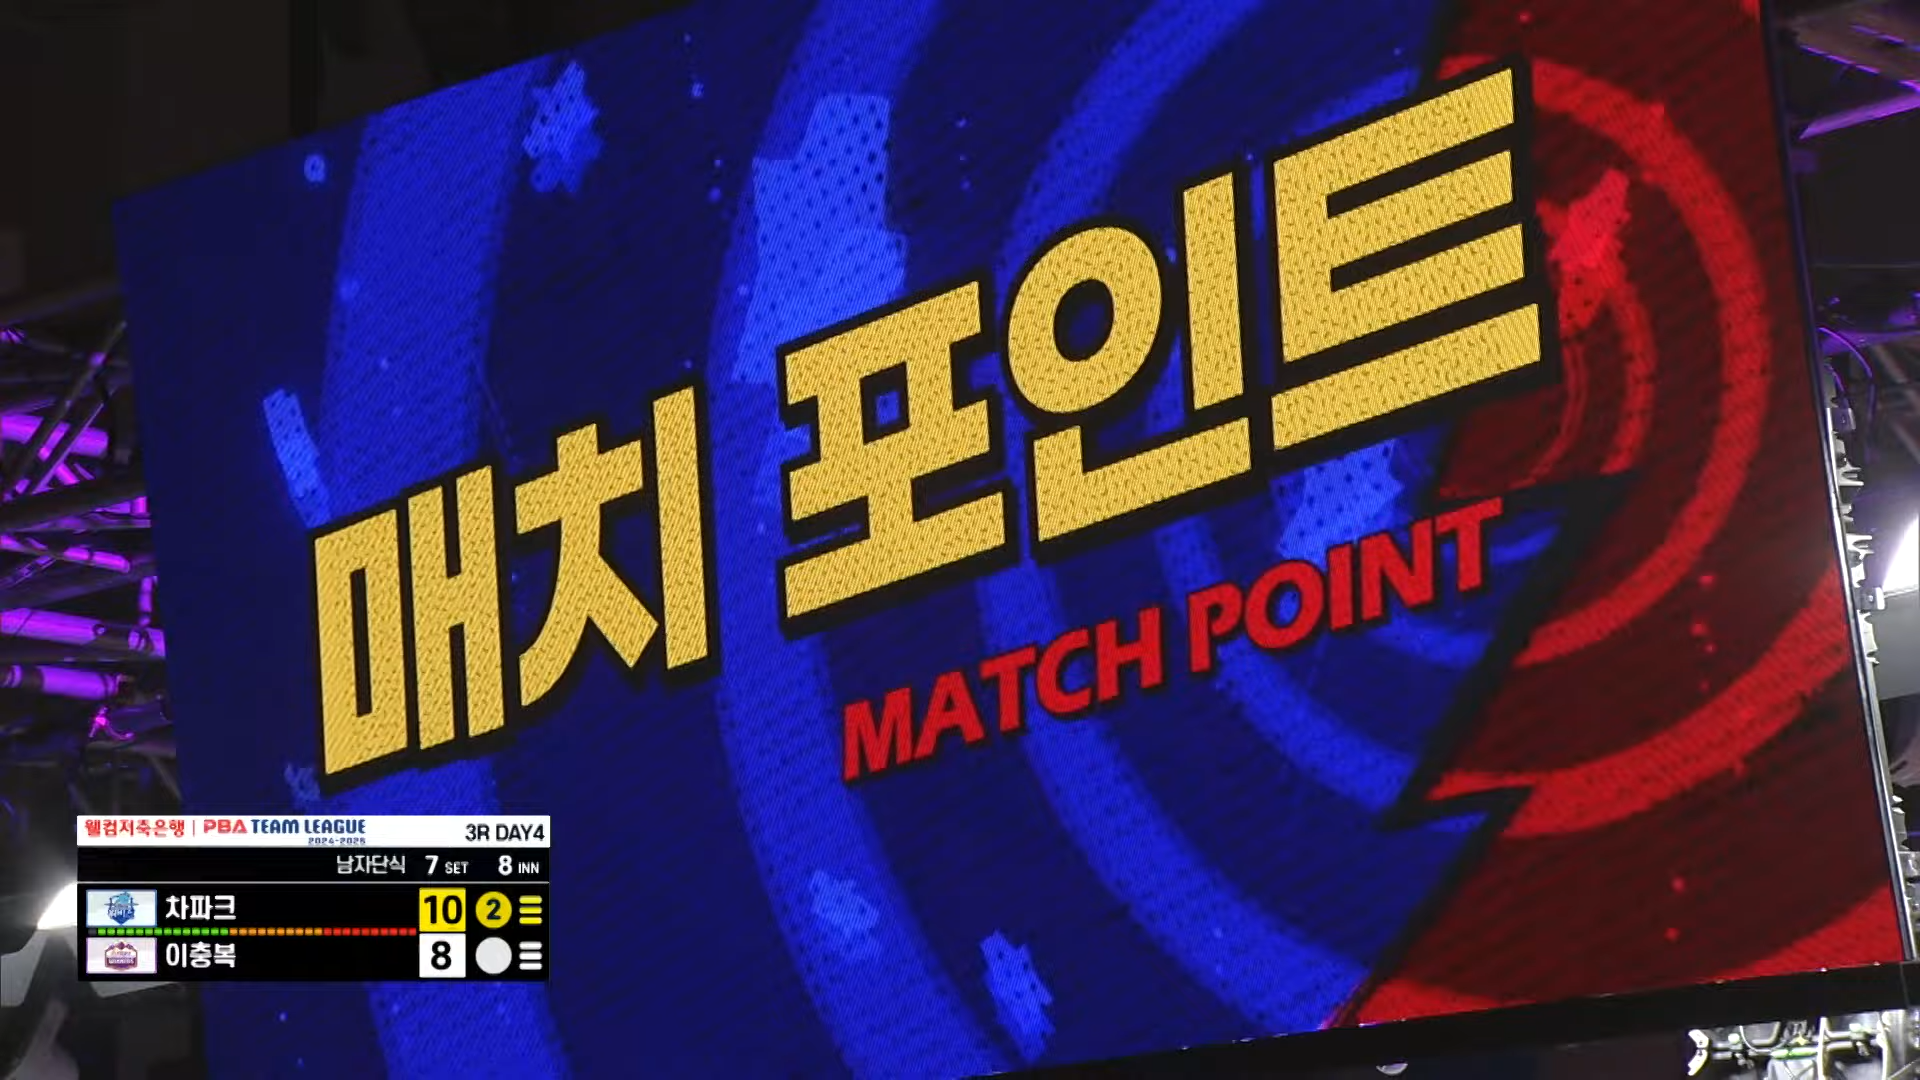 매치 포인트
MATCH POINT
웰컴저축은행 | PBA TEAM LEAGUE 2024-2025 3R DAY4
남자단식 7 SET 8 INN
차파크 10 2
이충복 8